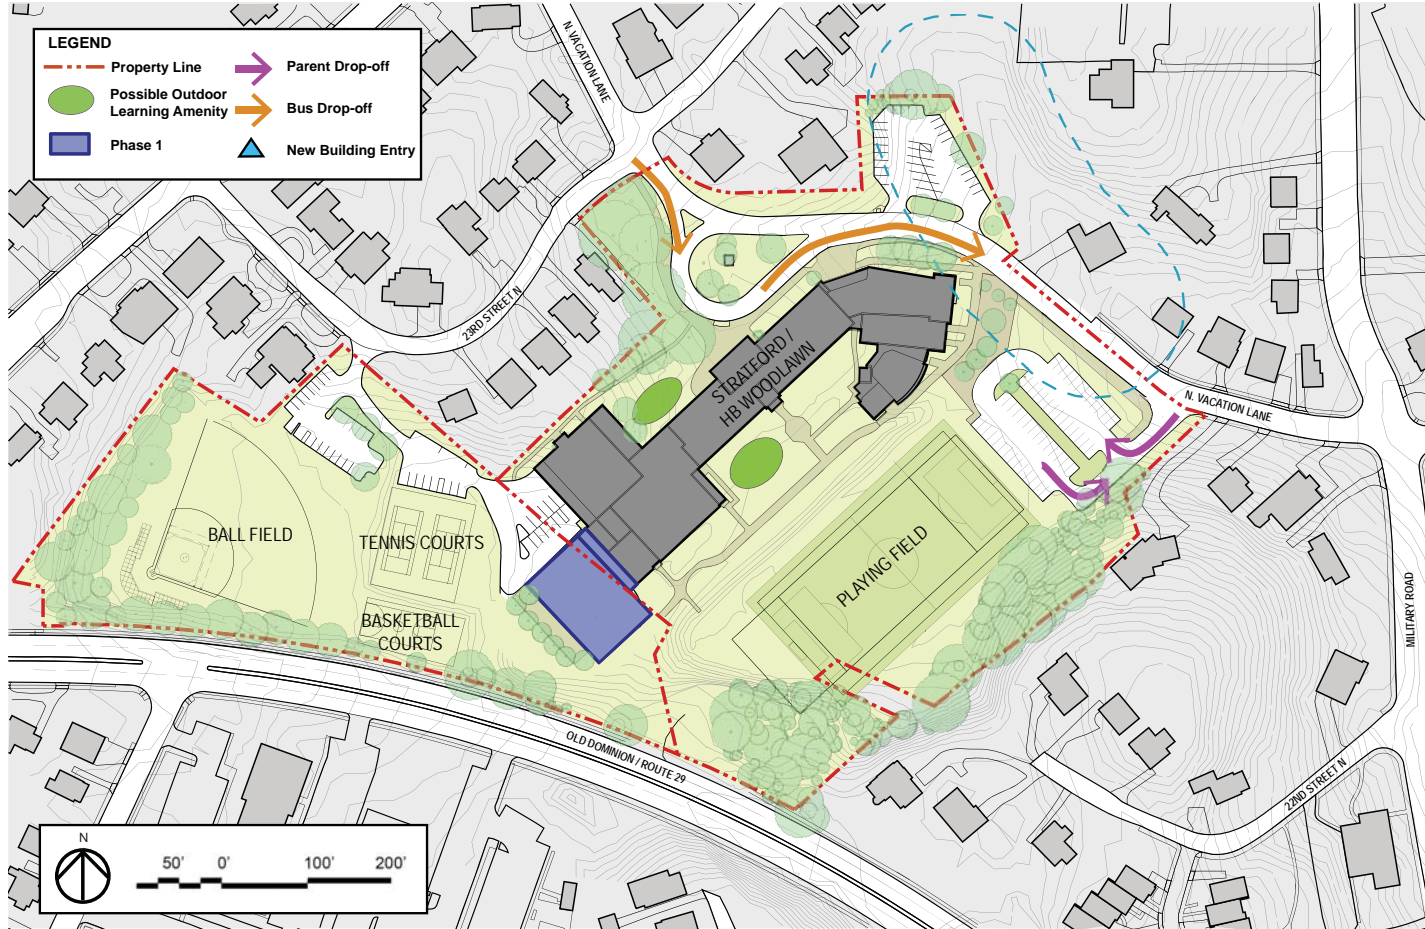 LEGEND
Property Line
Possible Outdoor
Learning Amenity
Phase 1
Parent Drop-off
Bus Drop-off
New Building Entry
N. VACATION LANE
23RD STREET N
STRATFORD /
HB WOODLAWN
N. VACATION LANE
BALL FIELD
TENNIS COURTS
BASKETBALL
COURTS
PLAYING FIELD
MILITARY ROAD
OLD DOMINION / ROUTE 29
22ND STREET N
N
50' 0' 100' 200'